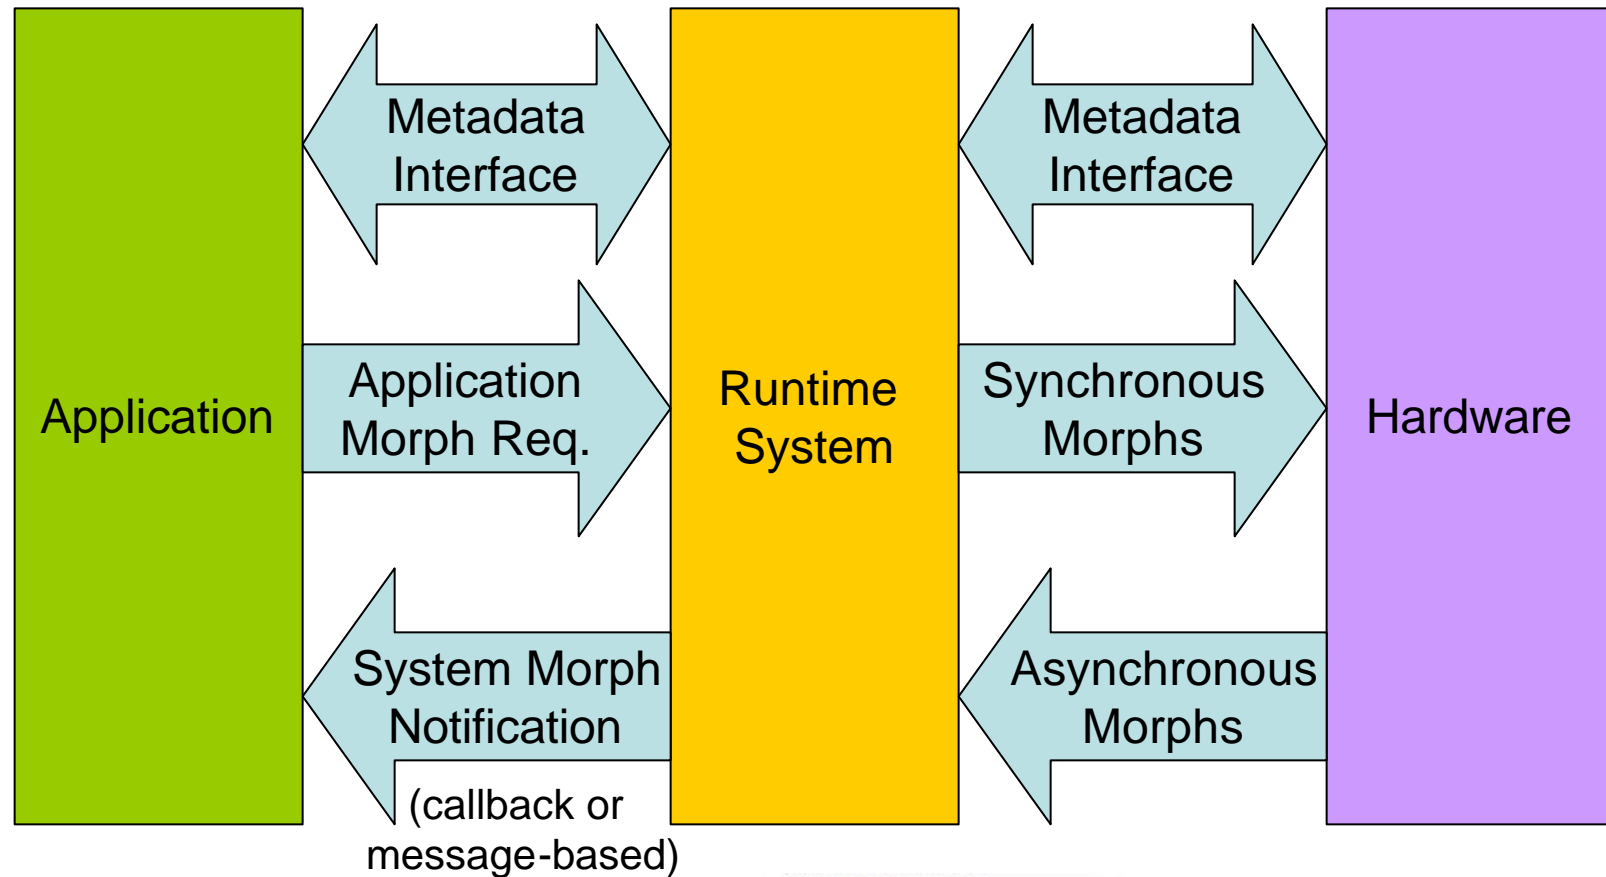 Metadata
Interface
Metadata
Interface
Application
Application
Morph Req.
Runtime
System
Synchronous
Morphs
Hardware
System Morph
Notification
(callback or
message-based)
Asynchronous
Morphs